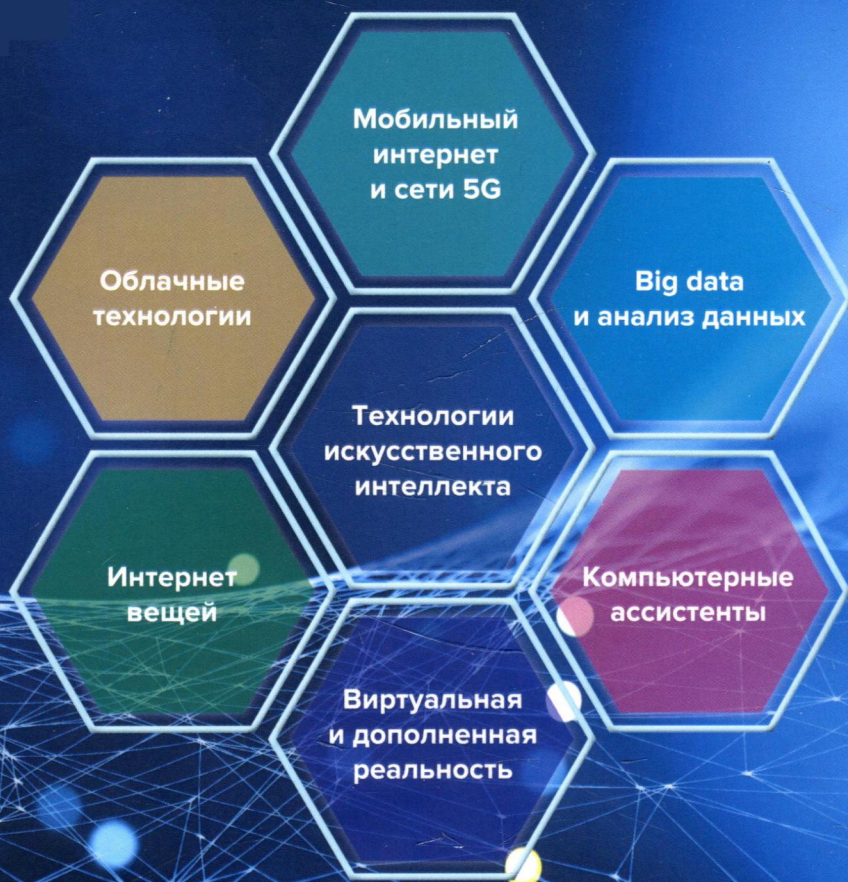 Мобильный
интернет
и сети 5G
Облачные
технологии
Big data
и анализ данных
Технологии
искусственного
интеллекта
Интернет
вещей
Компьютерные
ассистенты
Виртуальная
и дополненная
реальность